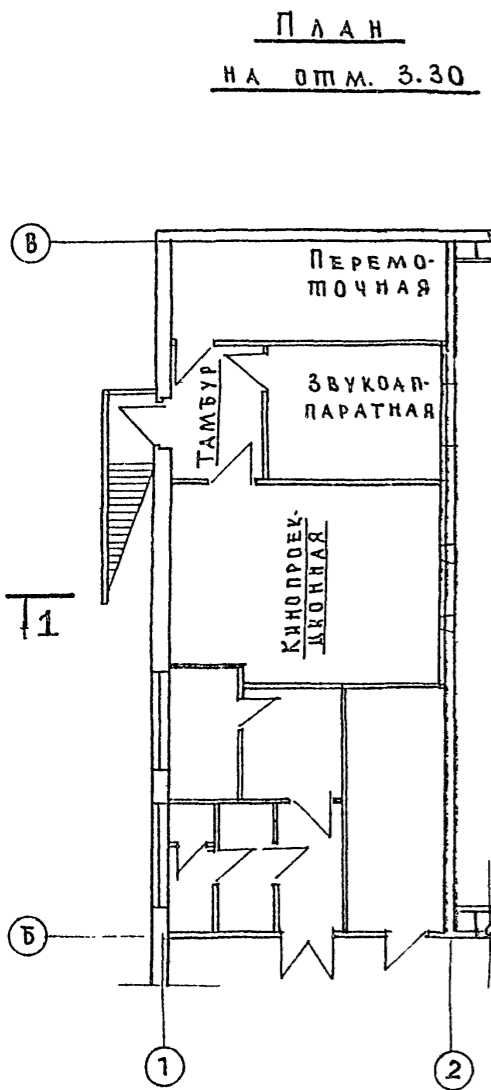 План
на отм. 3.30
В
Перемо-
точная
Звукоап-
паратная
Тамбур
Кинопроек-
ционная
1
Б
1
2